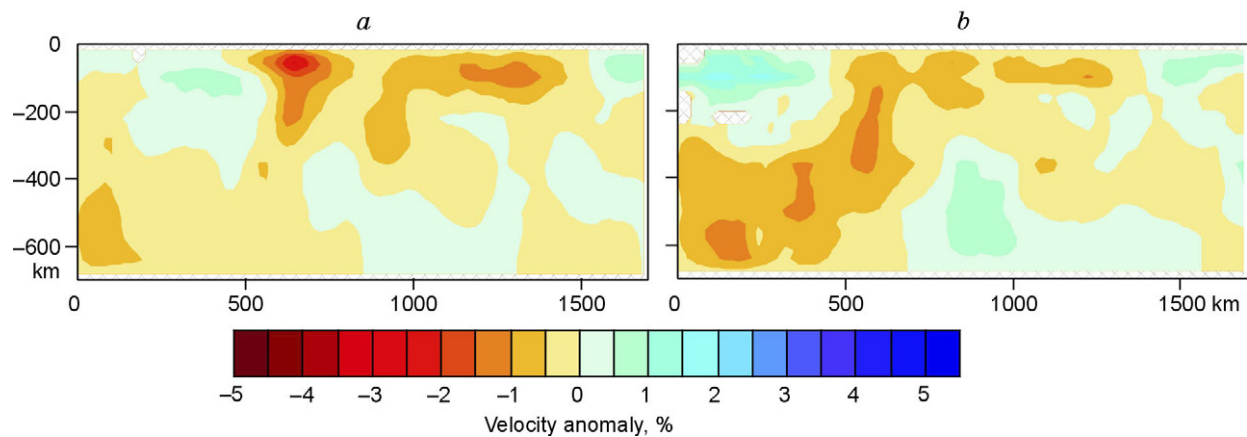 a b
0
–200
–400
–600
km
0 500 1000 1500 0 500 1000 1500 km
–5 –4 –3 –2 –1 0 1 2 3 4 5
Velocity anomaly, %